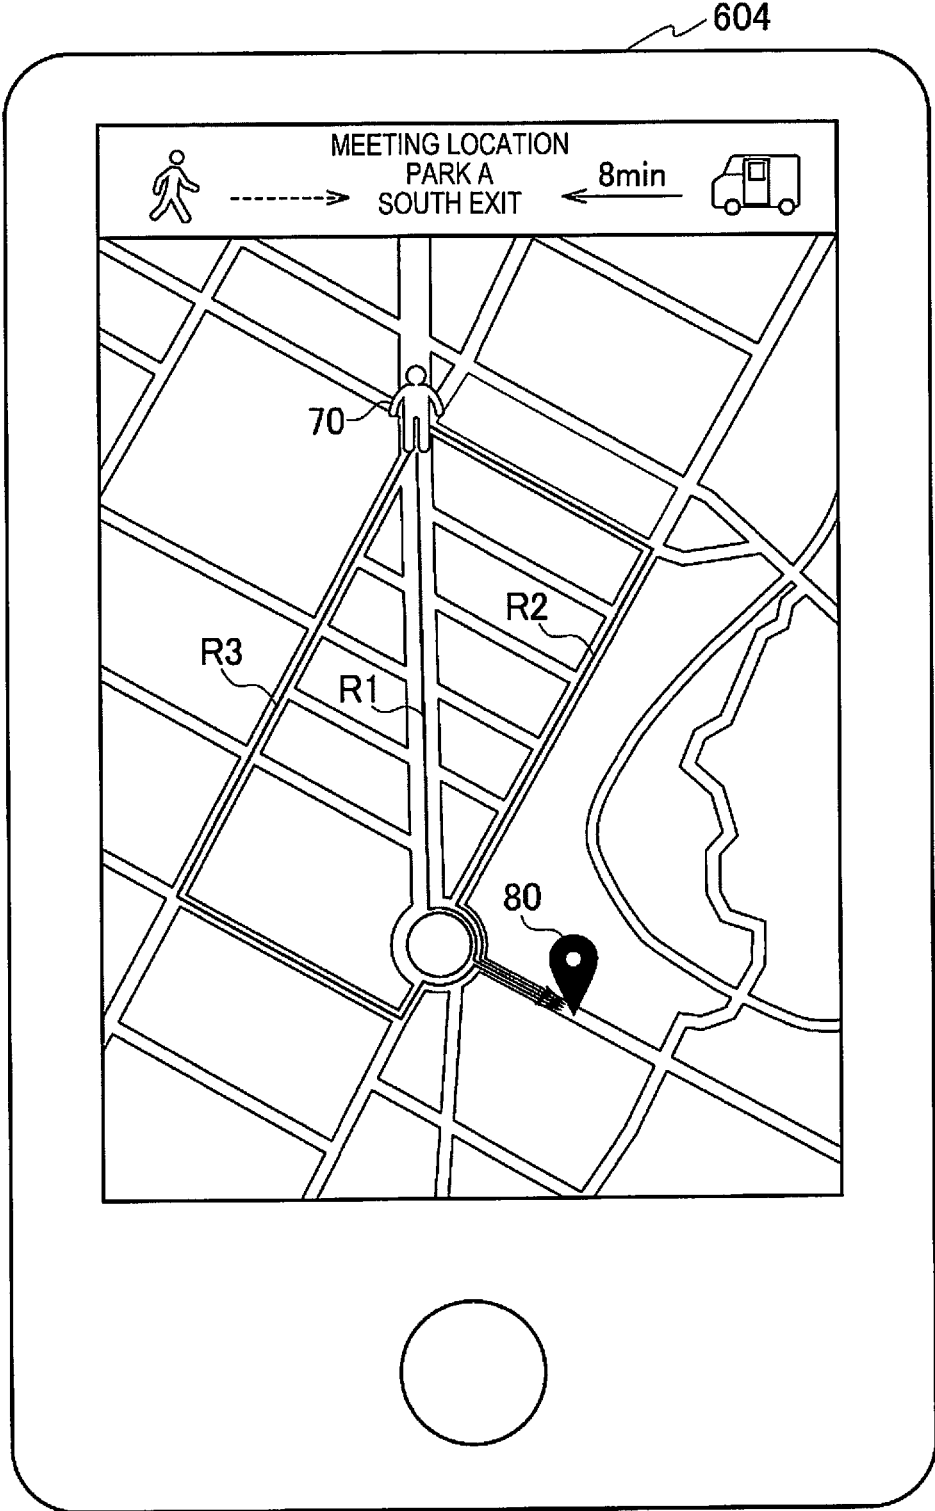 604
MEETING LOCATION
PARK A
SOUTH EXIT
8min
70
R2
R3
R1
80